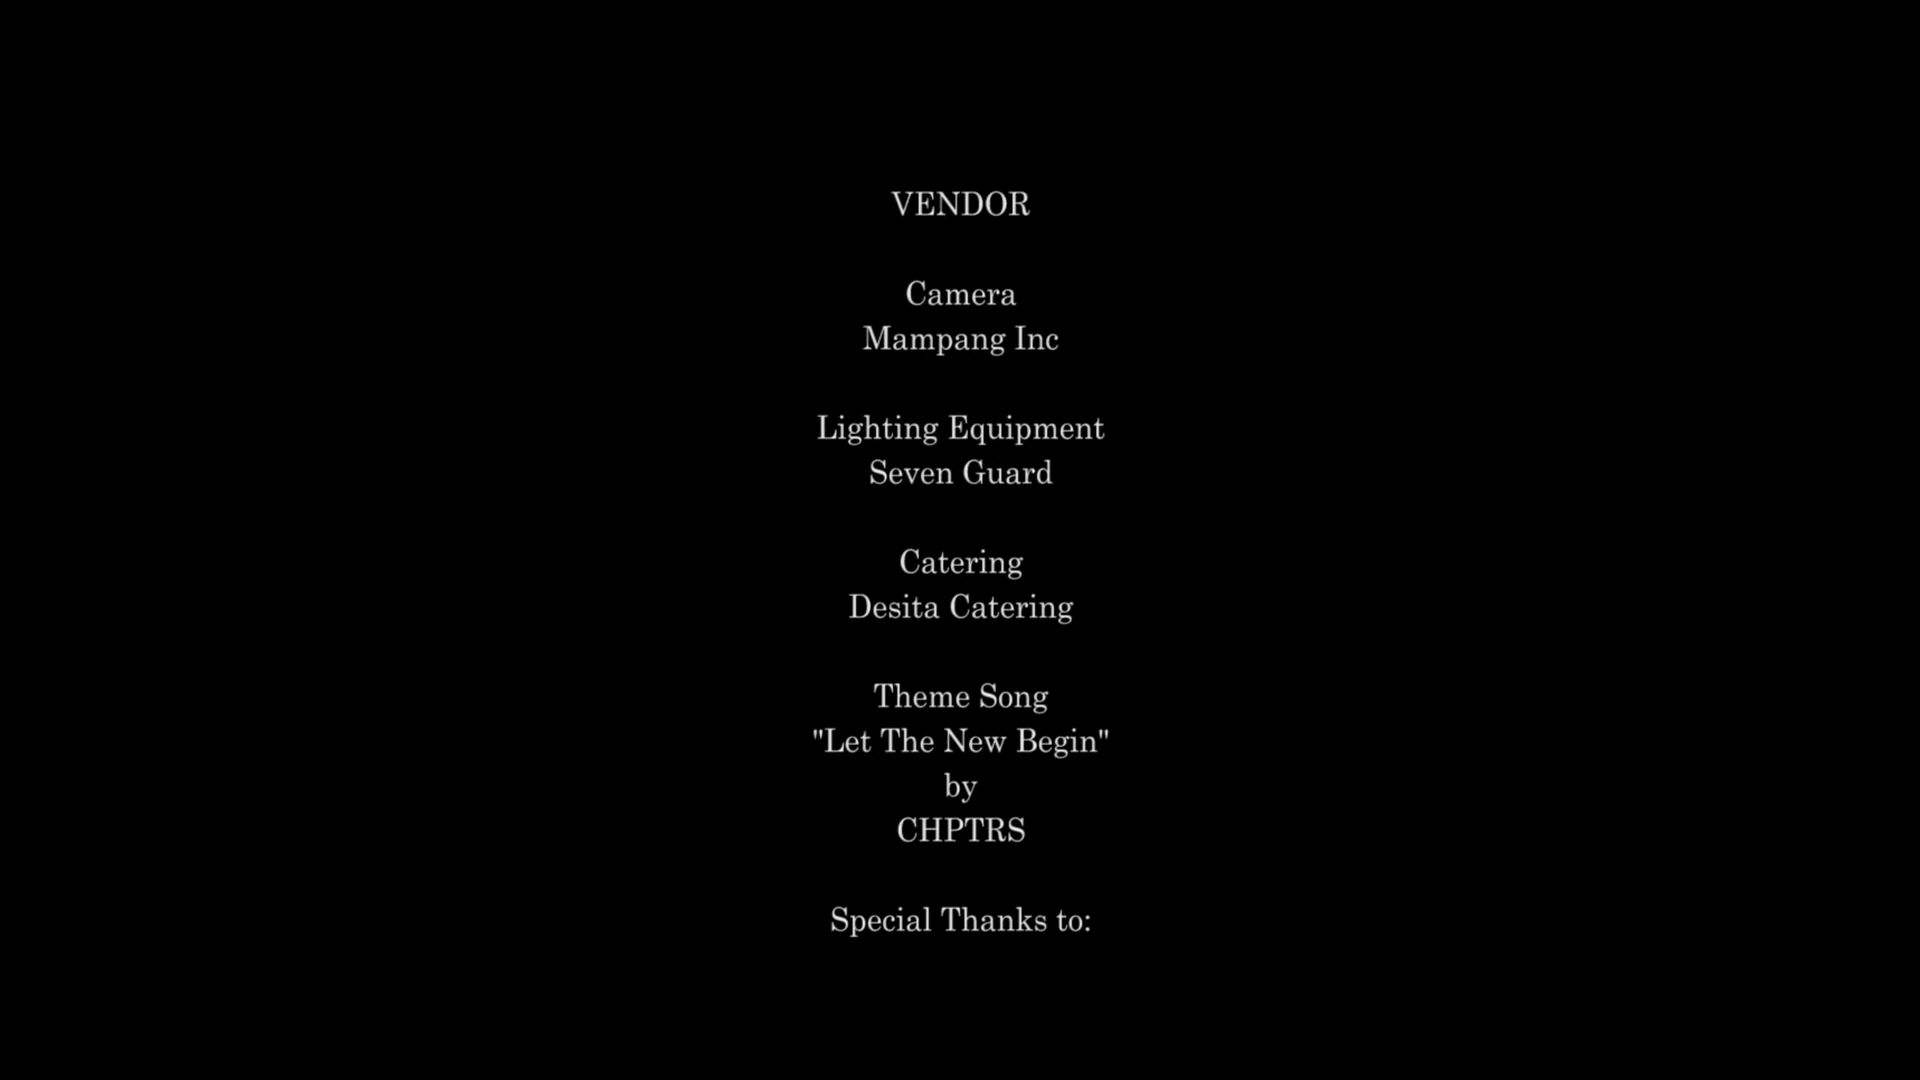 VENDOR
Camera
Mampang Inc
Lighting Equipment
Seven Guard
Catering
Desita Catering
Theme Song
"Let The New Begin"
by
CHPTRS
Special Thanks to: